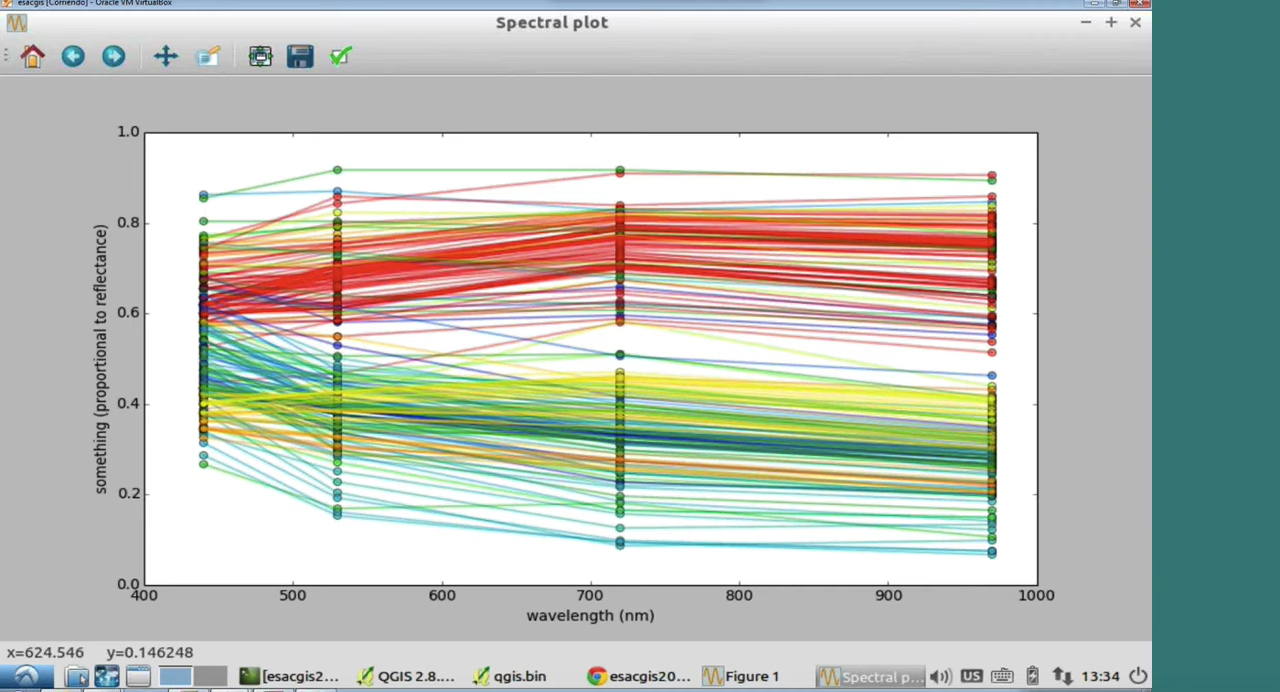 esacgis [Corriendo] - Oracle VM VirtualBox
Spectral plot
1.0
0.8
0.6
0.4
0.2
0.0
something (proportional to reflectance)
400 500 600 700 800 900 1000
wavelength (nm)
x=624.546 y=0.146248
[esacgis2... QGIS 2.8.... qgis.bin esacgis20... Figure 1 Spectral p... US 13:34